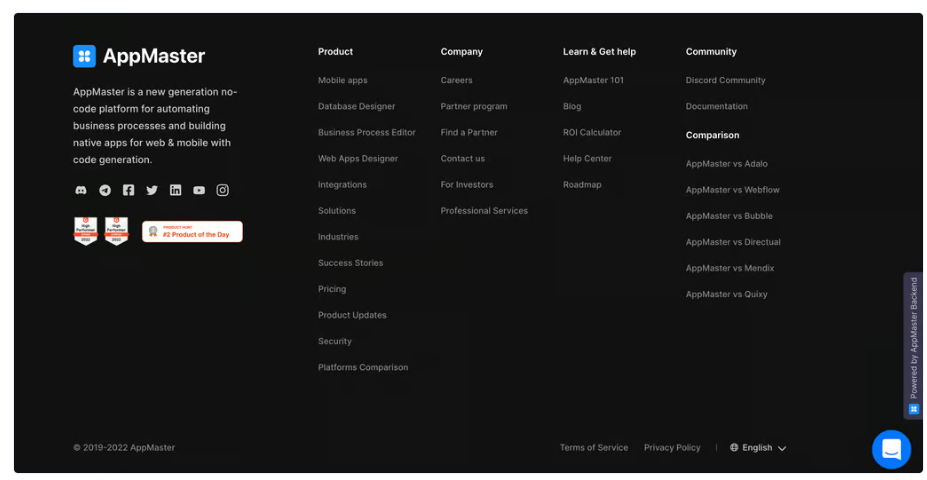 AppMaster
AppMaster is a new generation no-
code platform for automating
business processes and building
native apps for web & mobile with
code generation.
High
Performer
2022
High
Performer
2022
PRODUCT HUNT
#2 Product of the Day
Product
Mobile apps
Database Designer
Business Process Editor
Web Apps Designer
Integrations
Solutions
Industries
Success Stories
Pricing
Product Updates
Security
Platforms Comparison
Company
Careers
Partner program
Find a Partner
Contact us
For Investors
Professional Services
Learn & Get help
AppMaster 101
Blog
ROI Calculator
Help Center
Roadmap
Community
Discord Community
Documentation
Comparison
AppMaster vs Adalo
AppMaster vs Webflow
AppMaster vs Bubble
AppMaster vs Directual
AppMaster vs Mendix
AppMaster vs Quixy
Powered by AppMaster Backend
© 2019-2022 AppMaster
Terms of Service
Privacy Policy
English